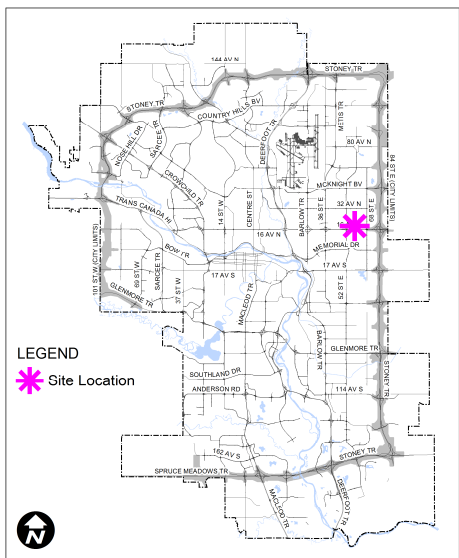 144 AV N
STONEY TR
STONEY TR
COUNTRY HILLS BV
METIS TR
NOSE HILL DR
SARCEE TR
DEERFOOT TR
80 AV N
CROWCHILD TR
MCKNIGHT BV
84 ST E (CITY LIMITS)
TRANS CANADA HI
14 ST W
CENTRE ST
BARLOW TR
36 ST E
32 AV N
68 ST E
16 AV N
16
MEMORIAL DR
BOW TR
17 AV S
17 AV S
101 ST W (CITY LIMITS)
69 ST W
SARCEE TR
37 ST W
52 ST E
GLENMORE TR
MACLEOD TR
BARLOW TR
GLENMORE TR
LEGEND
Site Location
SOUTHLAND DR
ANDERSON RD
114 AV S
STONEY TR
162 AV S
STONEY TR
SPRUCE MEADOWS TR
MACLEOD TR
DEERFOOT TR
N